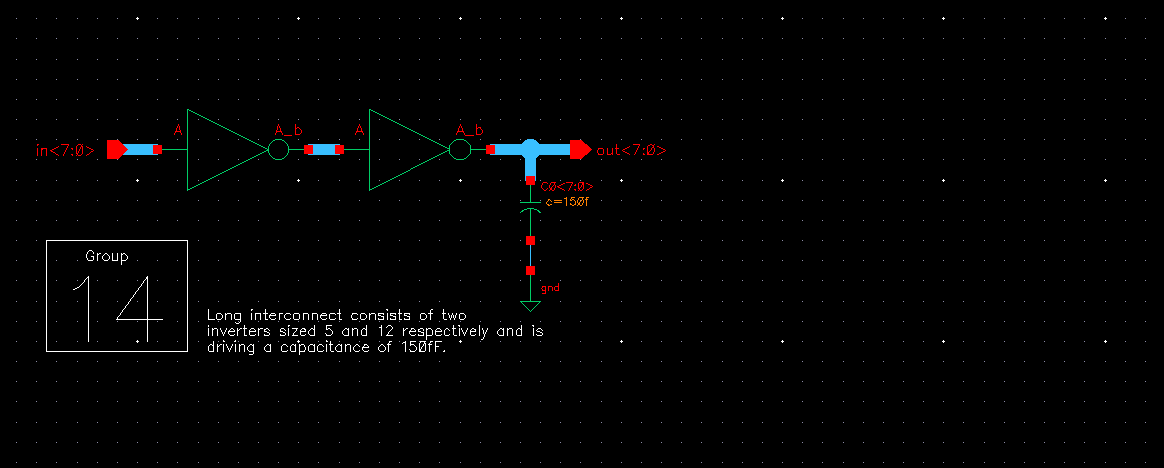 A A_b A A_b
in<7:0> out<7:0>
C0<7:0>
c=150f
gnd
Group
14
Long interconnect consists of two
inverters sized 5 and 12 respectively and is
driving a capacitance of 150fF.